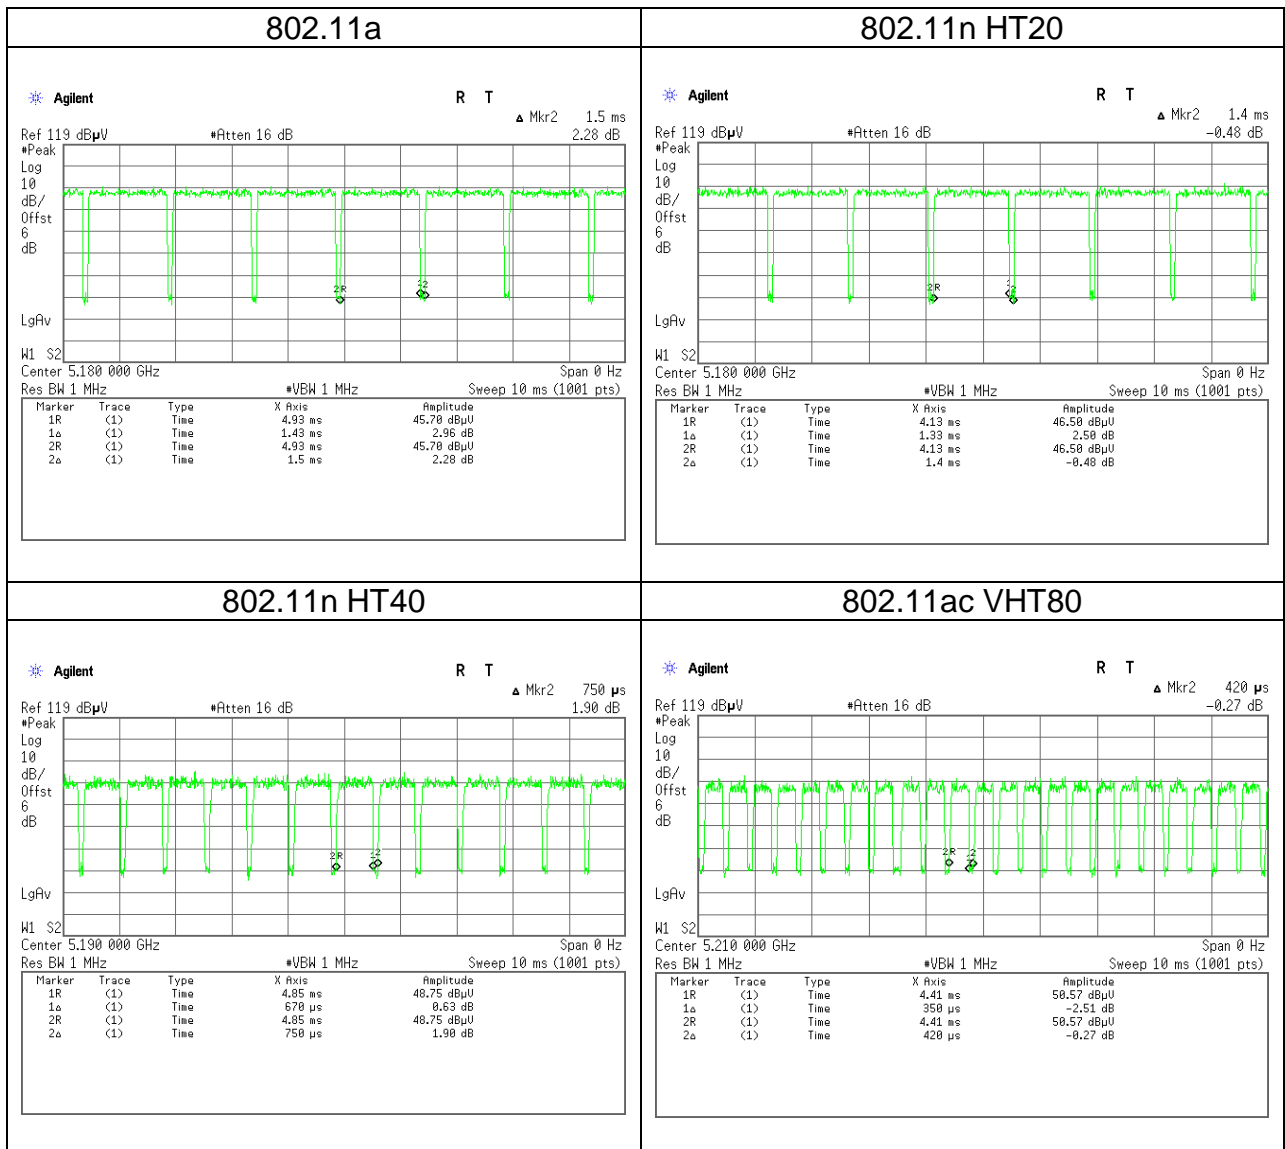 802.11a
Agilent R T
Δ Mkr2 1.5 ms
Ref 119 dBµV #Atten 16 dB 2.28 dB
#Peak
Log
10
dB/
Offst
6
dB
2R
1 2
LgAv
W1 S2
Center 5.180 000 GHz Span 0 Hz
Res BW 1 MHz #VBW 1 MHz Sweep 10 ms (1001 pts)
Marker Trace Type X Axis Amplitude
1R (1) Time 4.93 ms 45.70 dBµV
1Δ (1) Time 1.43 ms 2.96 dB
2R (1) Time 4.93 ms 45.70 dBµV
2Δ (1) Time 1.5 ms 2.28 dB
802.11n HT20
Agilent R T
Δ Mkr2 1.4 ms
Ref 119 dBµV #Atten 16 dB -0.48 dB
#Peak
Log
10
dB/
Offst
6
dB
2R
1
2
LgAv
W1 S2
Center 5.180 000 GHz Span 0 Hz
Res BW 1 MHz #VBW 1 MHz Sweep 10 ms (1001 pts)
Marker Trace Type X Axis Amplitude
1R (1) Time 4.13 ms 46.50 dBµV
1Δ (1) Time 1.33 ms 2.50 dB
2R (1) Time 4.13 ms 46.50 dBµV
2Δ (1) Time 1.4 ms -0.48 dB
802.11n HT40
Agilent R T
Δ Mkr2 750 µs
Ref 119 dBµV #Atten 16 dB 1.90 dB
#Peak
Log
10
dB/
Offst
6
dB
2R
1 2
LgAv
W1 S2
Center 5.190 000 GHz Span 0 Hz
Res BW 1 MHz #VBW 1 MHz Sweep 10 ms (1001 pts)
Marker Trace Type X Axis Amplitude
1R (1) Time 4.85 ms 48.75 dBµV
1Δ (1) Time 670 µs 0.63 dB
2R (1) Time 4.85 ms 48.75 dBµV
2Δ (1) Time 750 µs 1.90 dB
802.11ac VHT80
Agilent R T
Δ Mkr2 420 µs
Ref 119 dBµV #Atten 16 dB -0.27 dB
#Peak
Log
10
dB/
Offst
6
dB
2R
2
1
LgAv
W1 S2
Center 5.210 000 GHz Span 0 Hz
Res BW 1 MHz #VBW 1 MHz Sweep 10 ms (1001 pts)
Marker Trace Type X Axis Amplitude
1R (1) Time 4.41 ms 50.57 dBµV
1Δ (1) Time 350 µs -2.51 dB
2R (1) Time 4.41 ms 50.57 dBµV
2Δ (1) Time 420 µs -0.27 dB